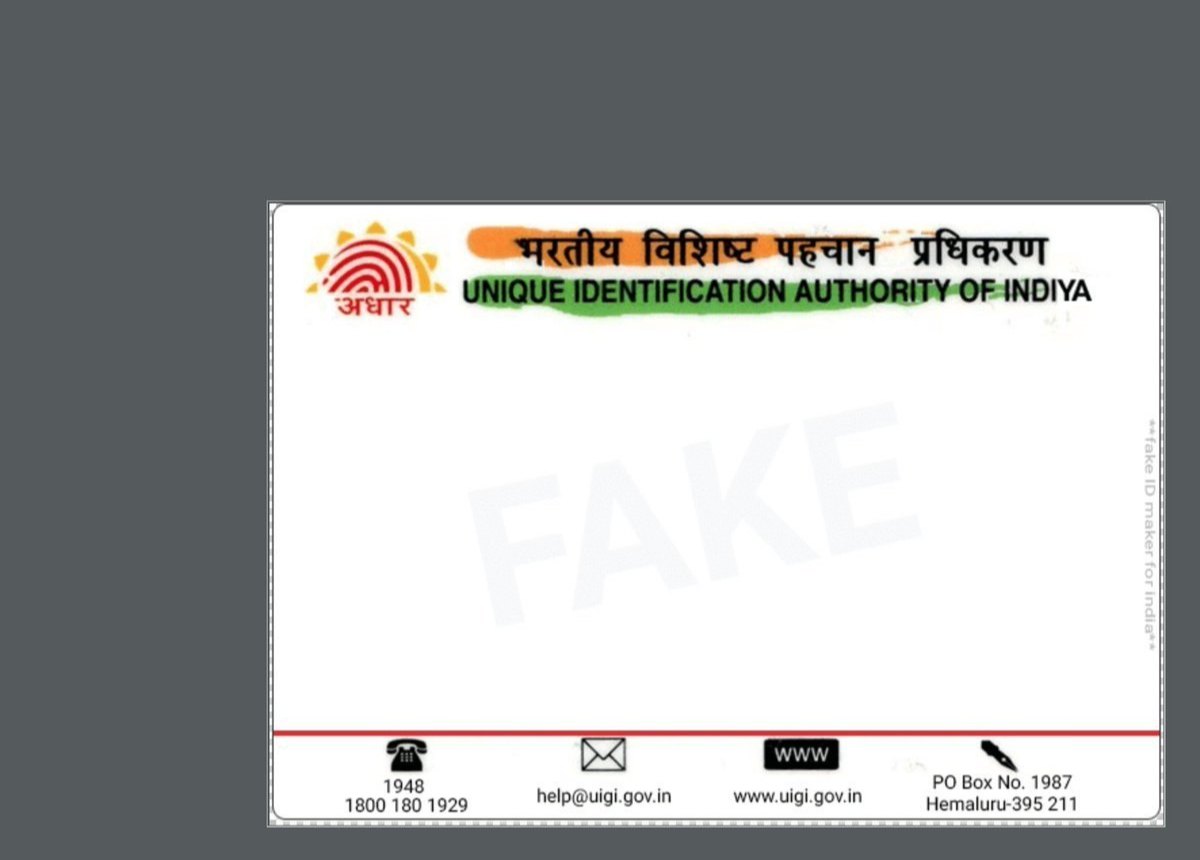 भरतीय विशिष्ट पहचान प्रधिकरण
अधार
UNIQUE IDENTIFICATION AUTHORITY OF INDIYA
FAKE
**fake ID maker for india**
WWW
1948
1800 180 1929
help@uigi.gov.in
www.uigi.gov.in
PO Box No. 1987
Hemaluru-395 211